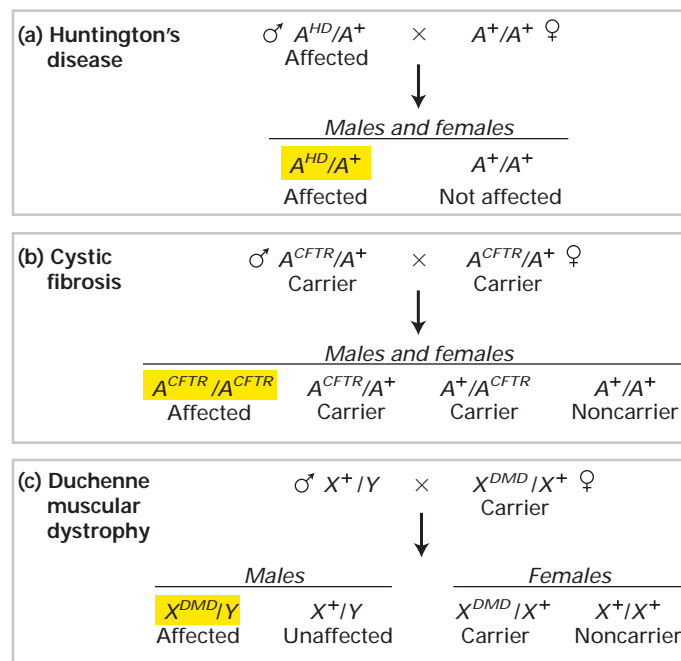 (a) Huntington's disease
♂ A^HD/A^+ × A^+/A^+ ♀
Affected
Males and females
A^HD/A^+ A^+/A^+
Affected Not affected
(b) Cystic fibrosis
♂ A^CFTR/A^+ × A^CFTR/A^+ ♀
Carrier Carrier
Males and females
A^CFTR/A^CFTR A^CFTR/A^+ A^+/A^CFTR A^+/A^+
Affected Carrier Carrier Noncarrier
(c) Duchenne muscular dystrophy
♂ X^+/Y × X^DMD/X^+ ♀
Carrier
Males Females
X^DMD/Y X^+/Y X^DMD/X^+ X^+/X^+
Affected Unaffected Carrier Noncarrier